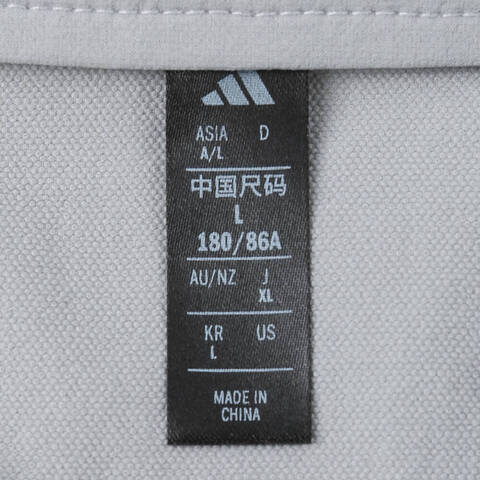 ASIA D
A/L
中国尺码
L
180/86A
AU/NZ J
XL
KR US
L
MADE IN
CHINA